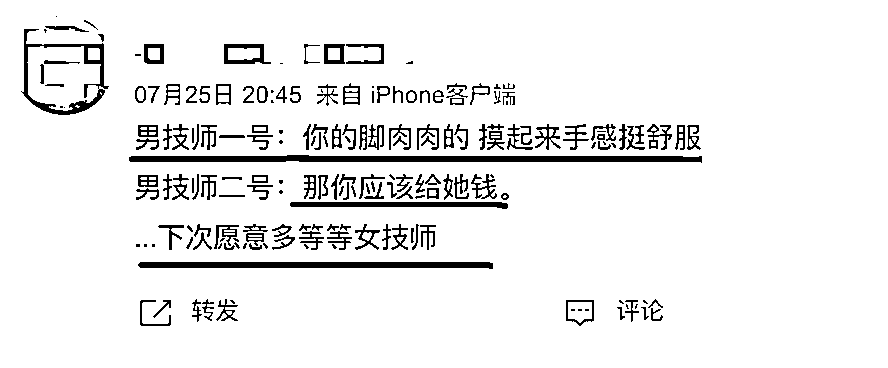 07月25日 20:45 来自 iPhone客户端
男技师一号：你的脚肉肉的 摸起来手感挺舒服
男技师二号：那你应该给她钱。
...下次愿意多等等女技师
转发 评论